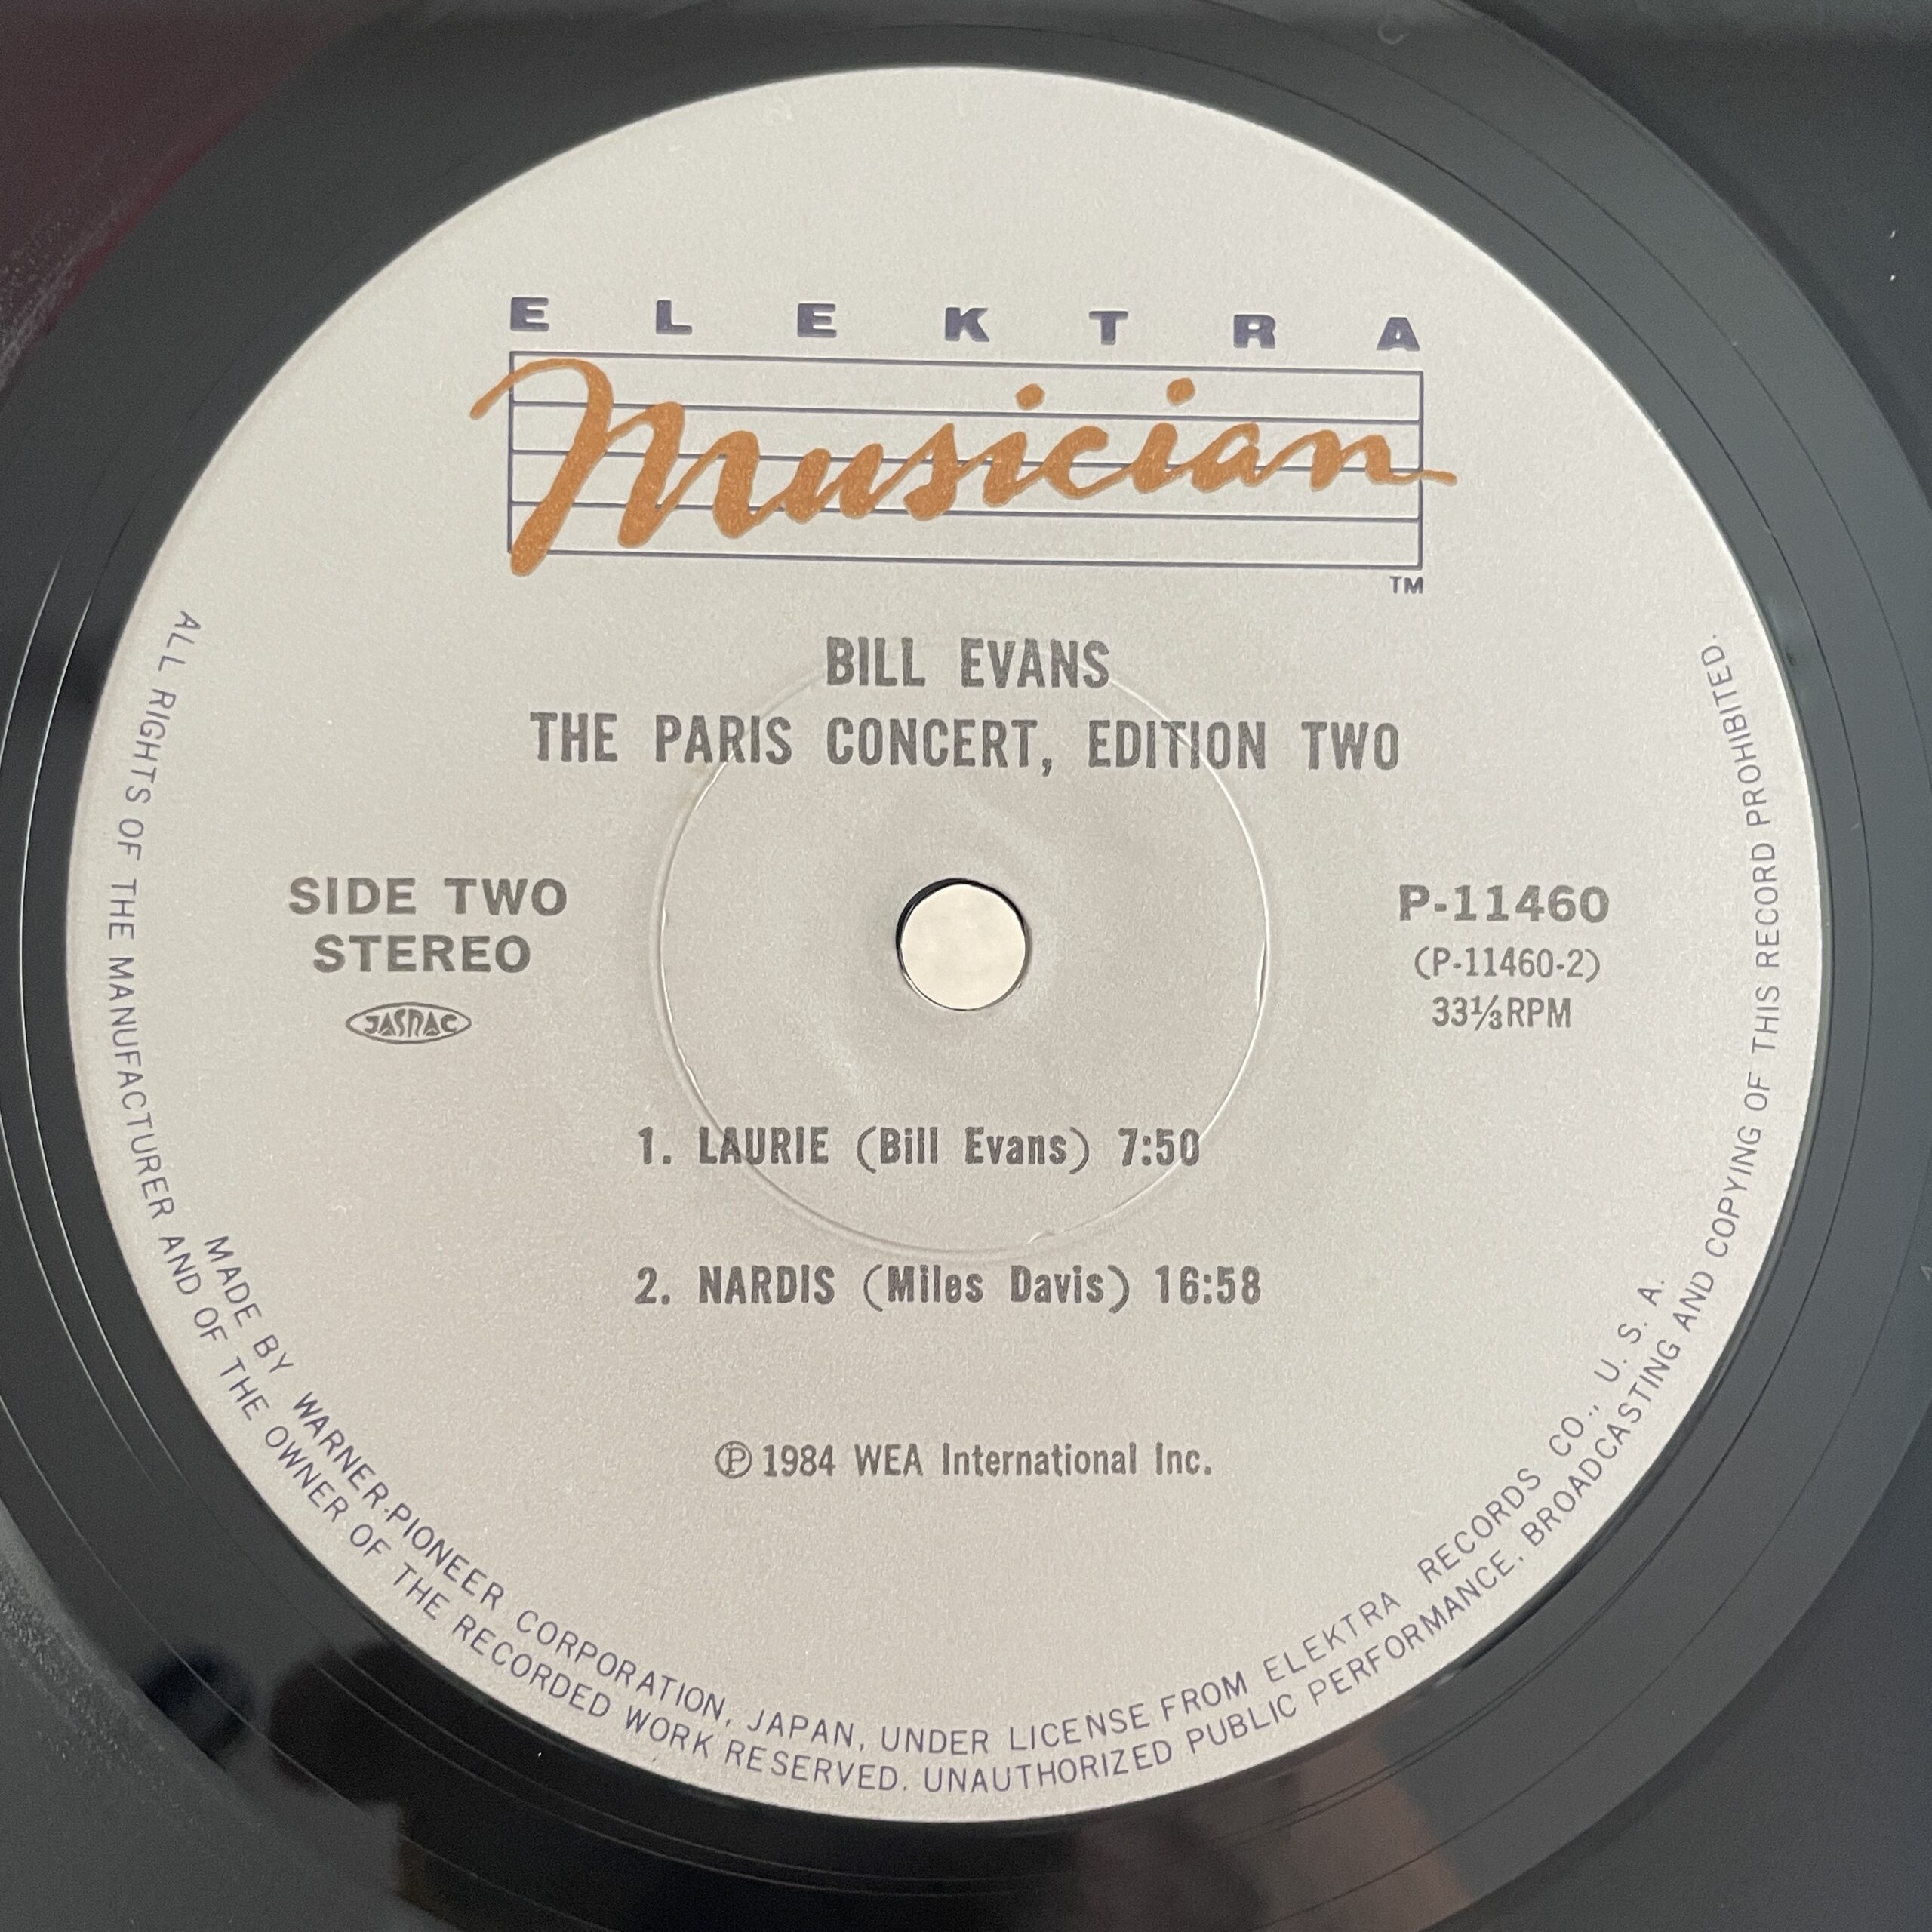 ELEKTRA
Musician
TM
BILL EVANS
THE PARIS CONCERT, EDITION TWO
SIDE TWO
STEREO
JASRAC
P-11460
(P-11460-2)
33⅓RPM
1. LAURIE (Bill Evans) 7:50
2. NARDIS (Miles Davis) 16:58
Ⓟ1984 WEA International Inc.
MADE BY WARNER-PIONEER CORPORATION, JAPAN, UNDER LICENSE FROM ELEKTRA RECORDS CO., U. S. A.
ALL RIGHTS OF THE MANUFACTURER AND OF THE OWNER OF THE RECORDED WORK RESERVED. UNAUTHORIZED PUBLIC PERFORMANCE, BROADCASTING AND COPYING OF THIS RECORD PROHIBITED.